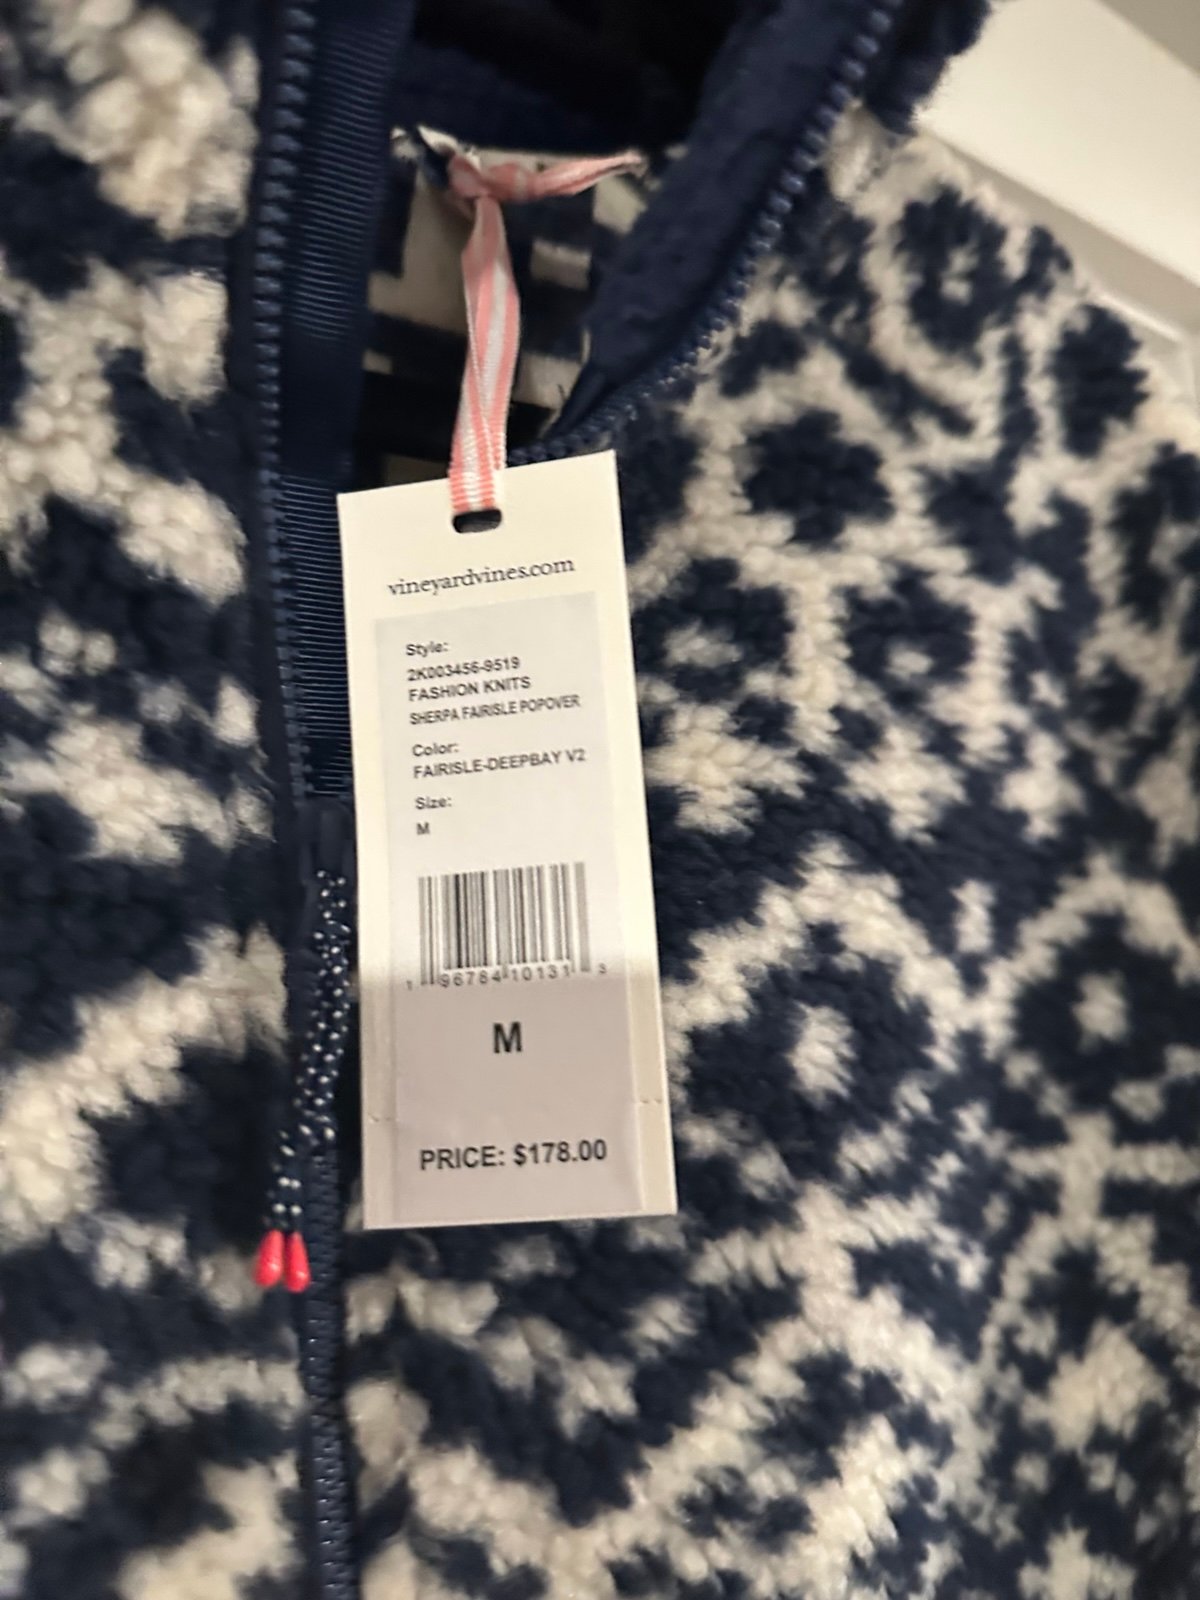 vineyardvines.com
Style:
2K003456-9519
FASHION KNITS
SHERPA FAIRISLE POPOVER
Color:
FAIRISLE-DEEPBAY V2
Size:
M
1 96784 10131 3
M
PRICE: $178.00